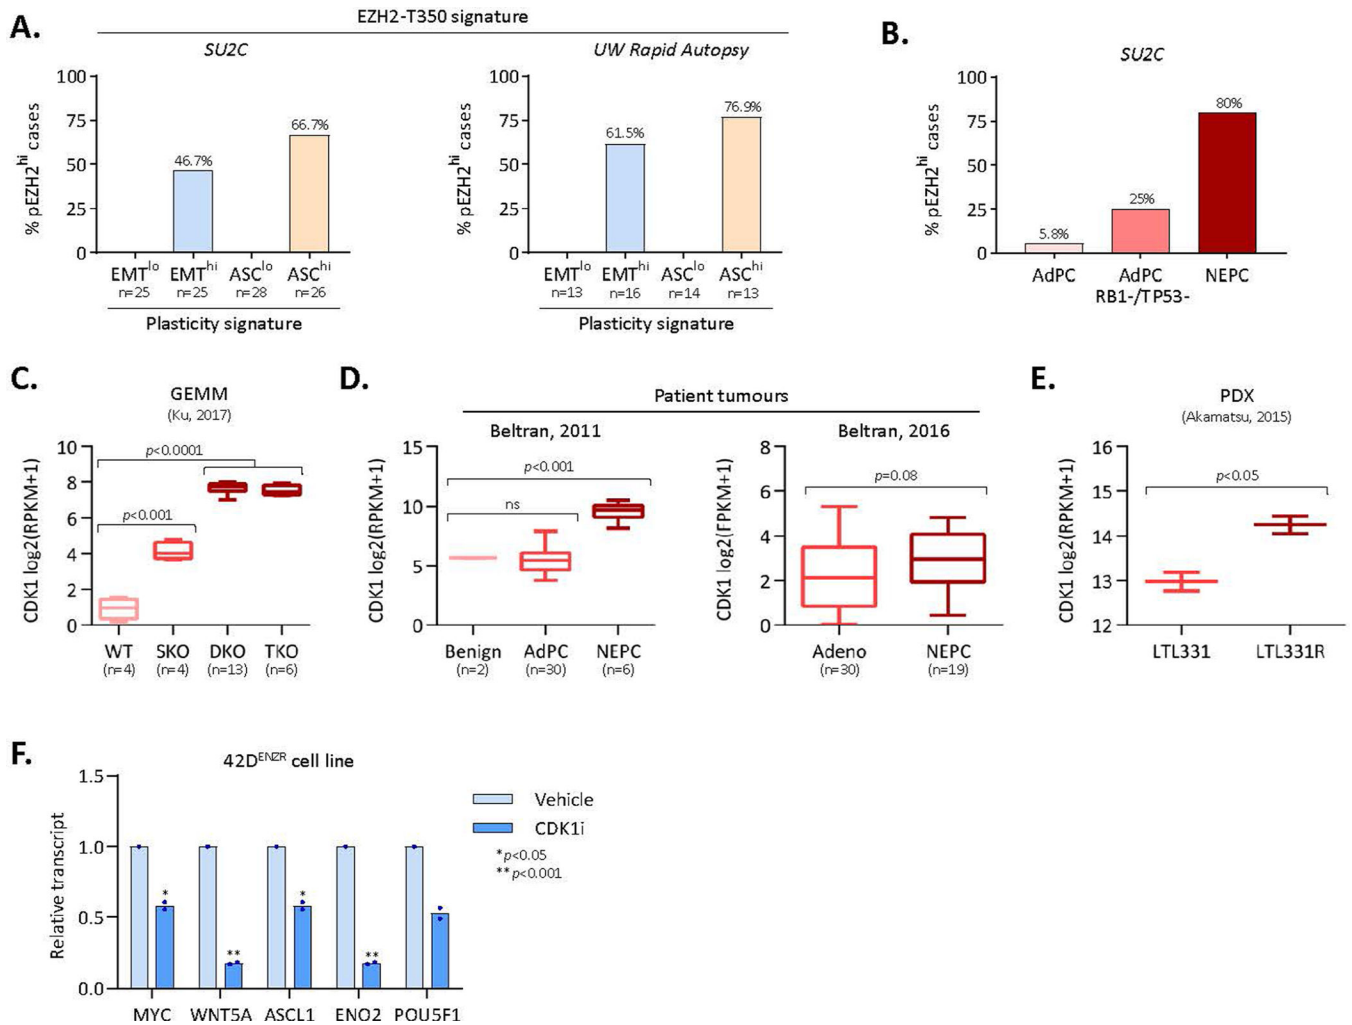 A.
EZH2-T350 signature
SU2C
UW Rapid Autopsy
% pEZH2hi cases
100
75
50
25
0
46.7%
66.7%
EMTlo EMThi ASClo ASChi
n=25 n=25 n=28 n=26
Plasticity signature
% pEZH2hi cases
100
75
50
25
0
61.5%
76.9%
EMTlo EMThi ASClo ASChi
n=13 n=16 n=14 n=13
Plasticity signature
B.
SU2C
% pEZH2hi cases
100
75
50
25
0
5.8%
25%
80%
AdPC AdPC NEPC
RB1-/TP53-
C.
GEMM
(Ku, 2017)
CDK1 log2(RPKM+1)
10
8
6
4
2
0
p<0.0001
p<0.001
WT SKO DKO TKO
(n=4) (n=4) (n=13) (n=6)
D.
Patient tumours
Beltran, 2011
CDK1 log2(RPKM+1)
15
10
5
0
p<0.001
ns
Benign AdPC NEPC
(n=2) (n=30) (n=6)
Beltran, 2016
CDK1 log2(FPKM+1)
8
6
4
2
0
p=0.08
Adeno NEPC
(n=30) (n=19)
E.
PDX
(Akamatsu, 2015)
CDK1 log2(RPKM+1)
16
15
14
13
12
p<0.05
LTL331 LTL331R
F.
42DENZR cell line
Relative transcript
1.5
1.0
0.5
0.0
* ** * **
MYC WNT5A ASCL1 ENO2 POU5F1
Vehicle
CDK1i
*p<0.05
**p<0.001